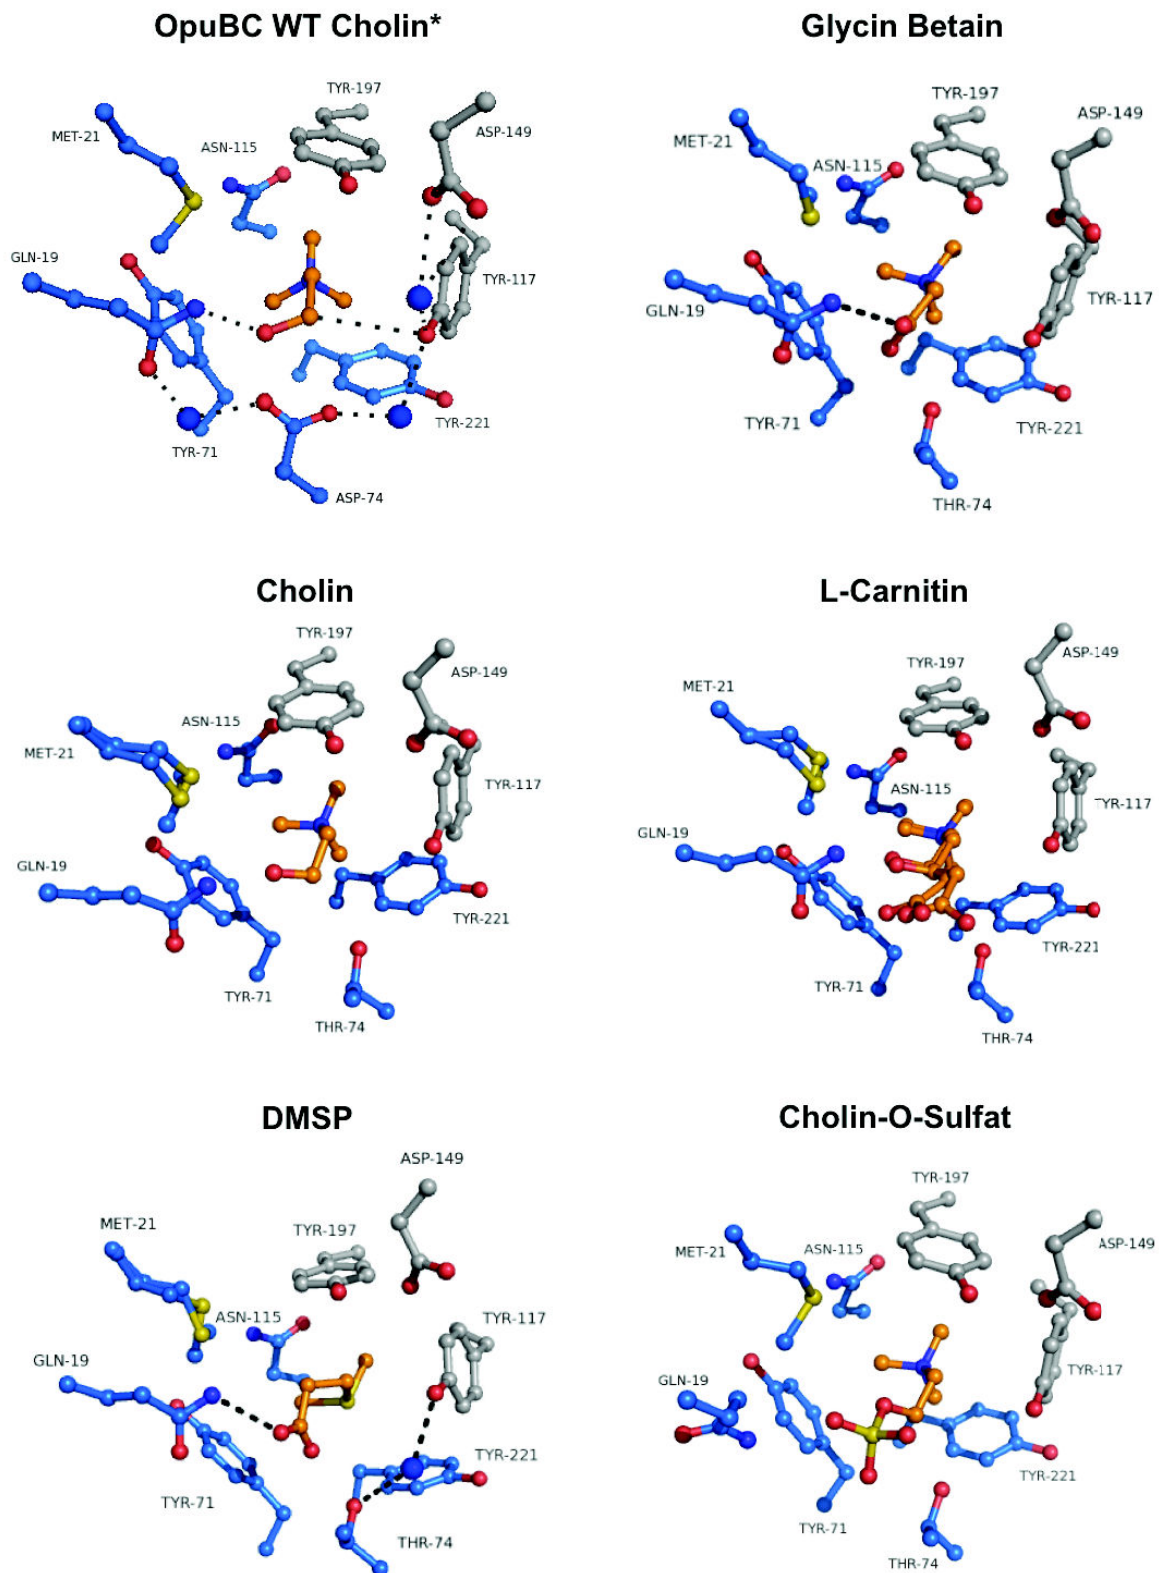 OpuBC WT Cholin*
TYR-197
ASP-149
MET-21
ASN-115
GLN-19
TYR-117
TYR-221
TYR-71
ASP-74
Glycin Betain
TYR-197
ASP-149
MET-21
ASN-115
TYR-117
GLN-19
TYR-71
TYR-221
THR-74
Cholin
TYR-197
ASP-149
ASN-115
MET-21
TYR-117
GLN-19
TYR-221
TYR-71
THR-74
L-Carnitin
ASP-149
TYR-197
MET-21
ASN-115
TYR-117
GLN-19
TYR-221
TYR-71
THR-74
DMSP
ASP-149
MET-21
TYR-197
ASN-115
TYR-117
GLN-19
TYR-221
TYR-71
THR-74
Cholin-O-Sulfat
TYR-197
ASP-149
MET-21
ASN-115
TYR-117
GLN-19
TYR-221
TYR-71
THR-74